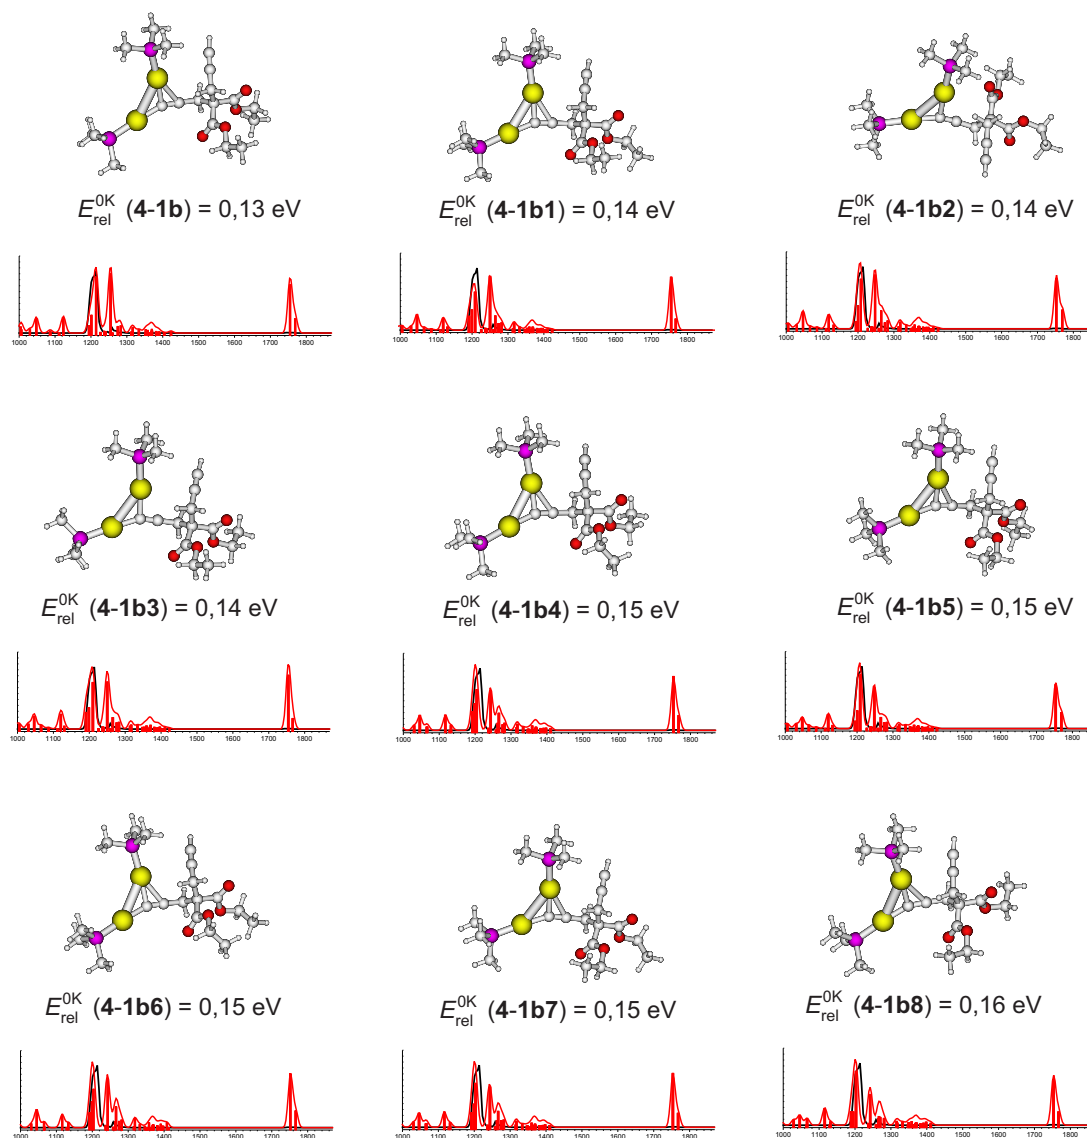 E_rel^0K (4-1b) = 0,13 eV
E_rel^0K (4-1b1) = 0,14 eV
E_rel^0K (4-1b2) = 0,14 eV
1000 1100 1200 1300 1400 1500 1600 1700 1800
1000 1100 1200 1300 1400 1500 1600 1700 1800
1000 1100 1200 1300 1400 1500 1600 1700 1800
E_rel^0K (4-1b3) = 0,14 eV
E_rel^0K (4-1b4) = 0,15 eV
E_rel^0K (4-1b5) = 0,15 eV
1000 1100 1200 1300 1400 1500 1600 1700 1800
1000 1100 1200 1300 1400 1500 1600 1700 1800
1000 1100 1200 1300 1400 1500 1600 1700 1800
E_rel^0K (4-1b6) = 0,15 eV
E_rel^0K (4-1b7) = 0,15 eV
E_rel^0K (4-1b8) = 0,16 eV
1000 1100 1200 1300 1400 1500 1600 1700 1800
1000 1100 1200 1300 1400 1500 1600 1700 1800
1000 1100 1200 1300 1400 1500 1600 1700 1800